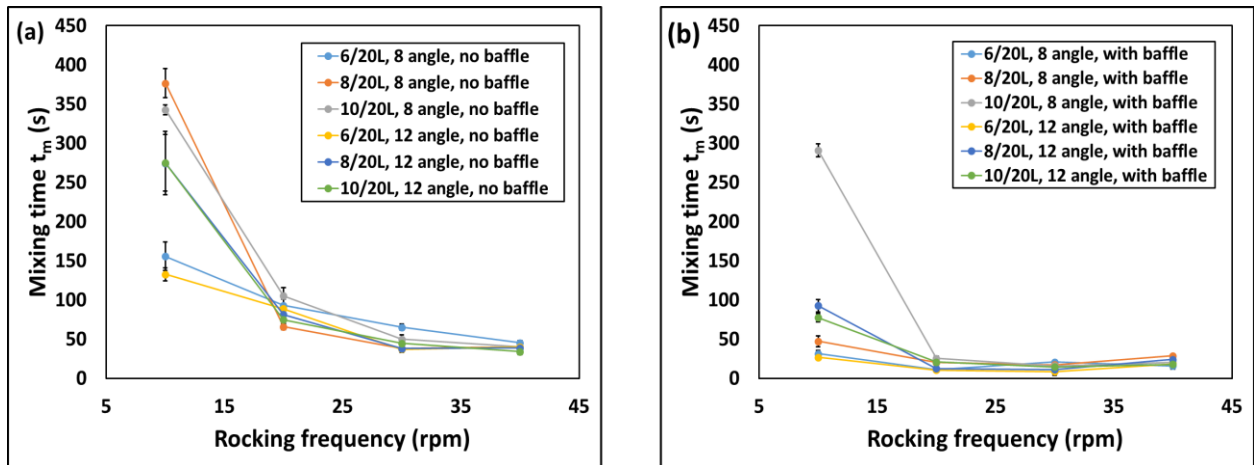 (a)
450
400
350
300
250
200
150
100
50
0
Mixing time t_m (s)
6/20L, 8 angle, no baffle
8/20L, 8 angle, no baffle
10/20L, 8 angle, no baffle
6/20L, 12 angle, no baffle
8/20L, 12 angle, no baffle
10/20L, 12 angle, no baffle
5 15 25 35 45
Rocking frequency (rpm)
(b)
450
400
350
300
250
200
150
100
50
0
Mixing time t_m (s)
6/20L, 8 angle, with baffle
8/20L, 8 angle, with baffle
10/20L, 8 angle, with baffle
6/20L, 12 angle, with baffle
8/20L, 12 angle, with baffle
10/20L, 12 angle, with baffle
5 15 25 35 45
Rocking frequency (rpm)